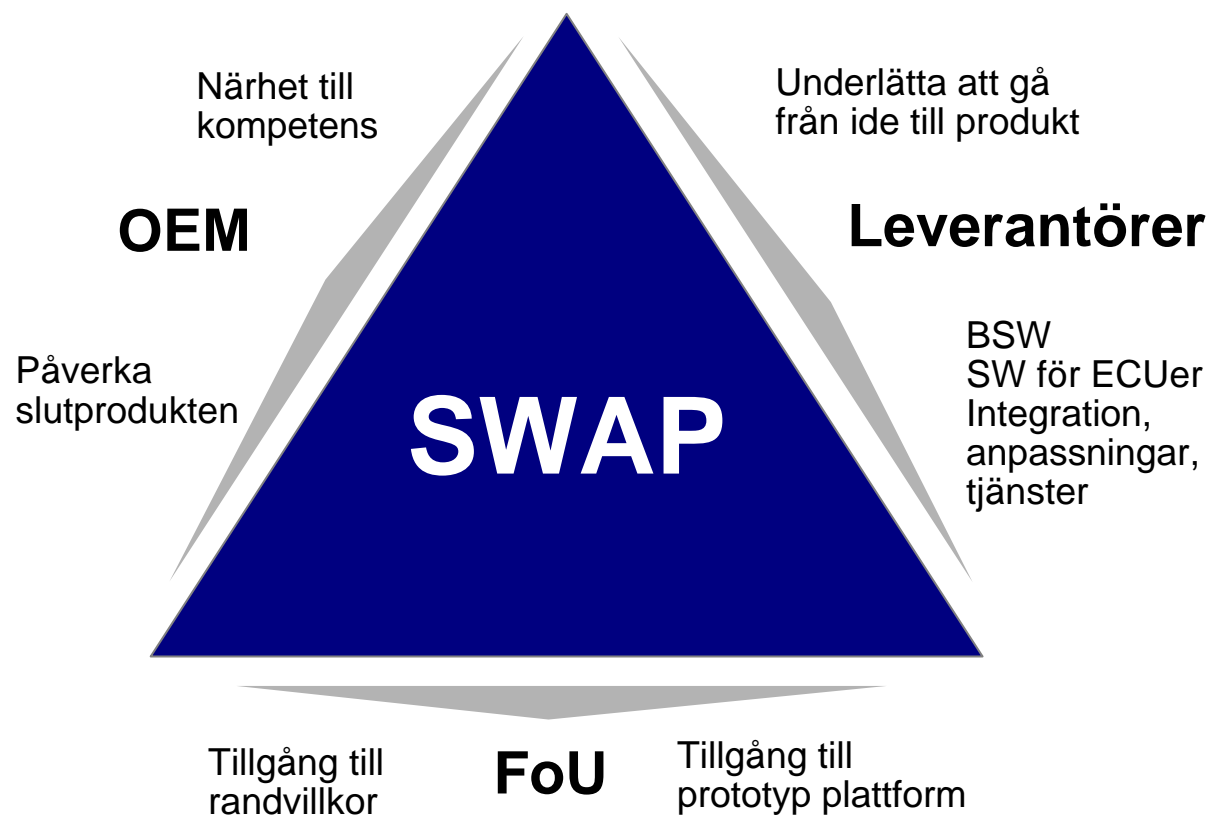 Närhet till
kompetens
OEM
Påverka
slutprodukten
Underlätta att gå
från ide till produkt
Leverantörer
BSW
SW för ECUer
Integration,
anpassningar,
tjänster
SWAP
Tillgång till
randvillkor
FoU
Tillgång till
prototyp plattform